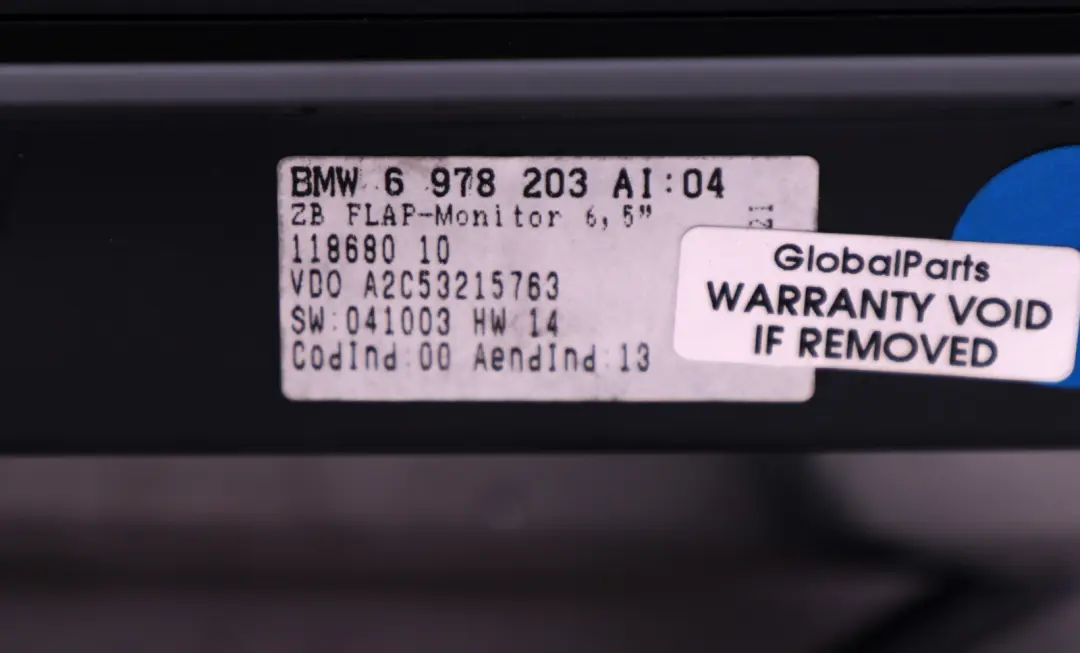 BMW 6 978 203 AI:04
ZB FLAP-Monitor 6,5"
118680 10
VDO A2C53215763
SW:041003 HW 14
CodInd:00 AendInd:13
GlobalParts
WARRANTY VOID
IF REMOVED